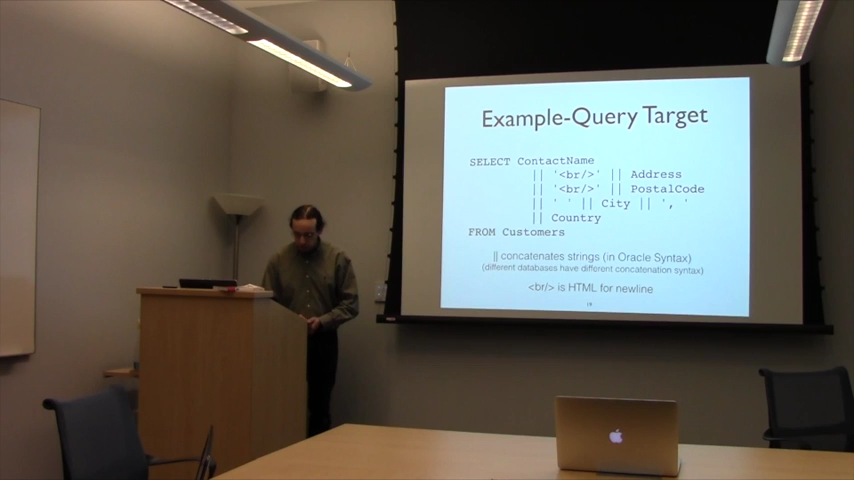 Example-Query Target
SELECT ContactName
|| '<br/>' || Address
|| '<br/>' || PostalCode
|| ' ' || City || ', '
|| Country
FROM Customers
|| concatenates strings (in Oracle Syntax)
(different databases have different concatenation syntax)
<br/> is HTML for newline